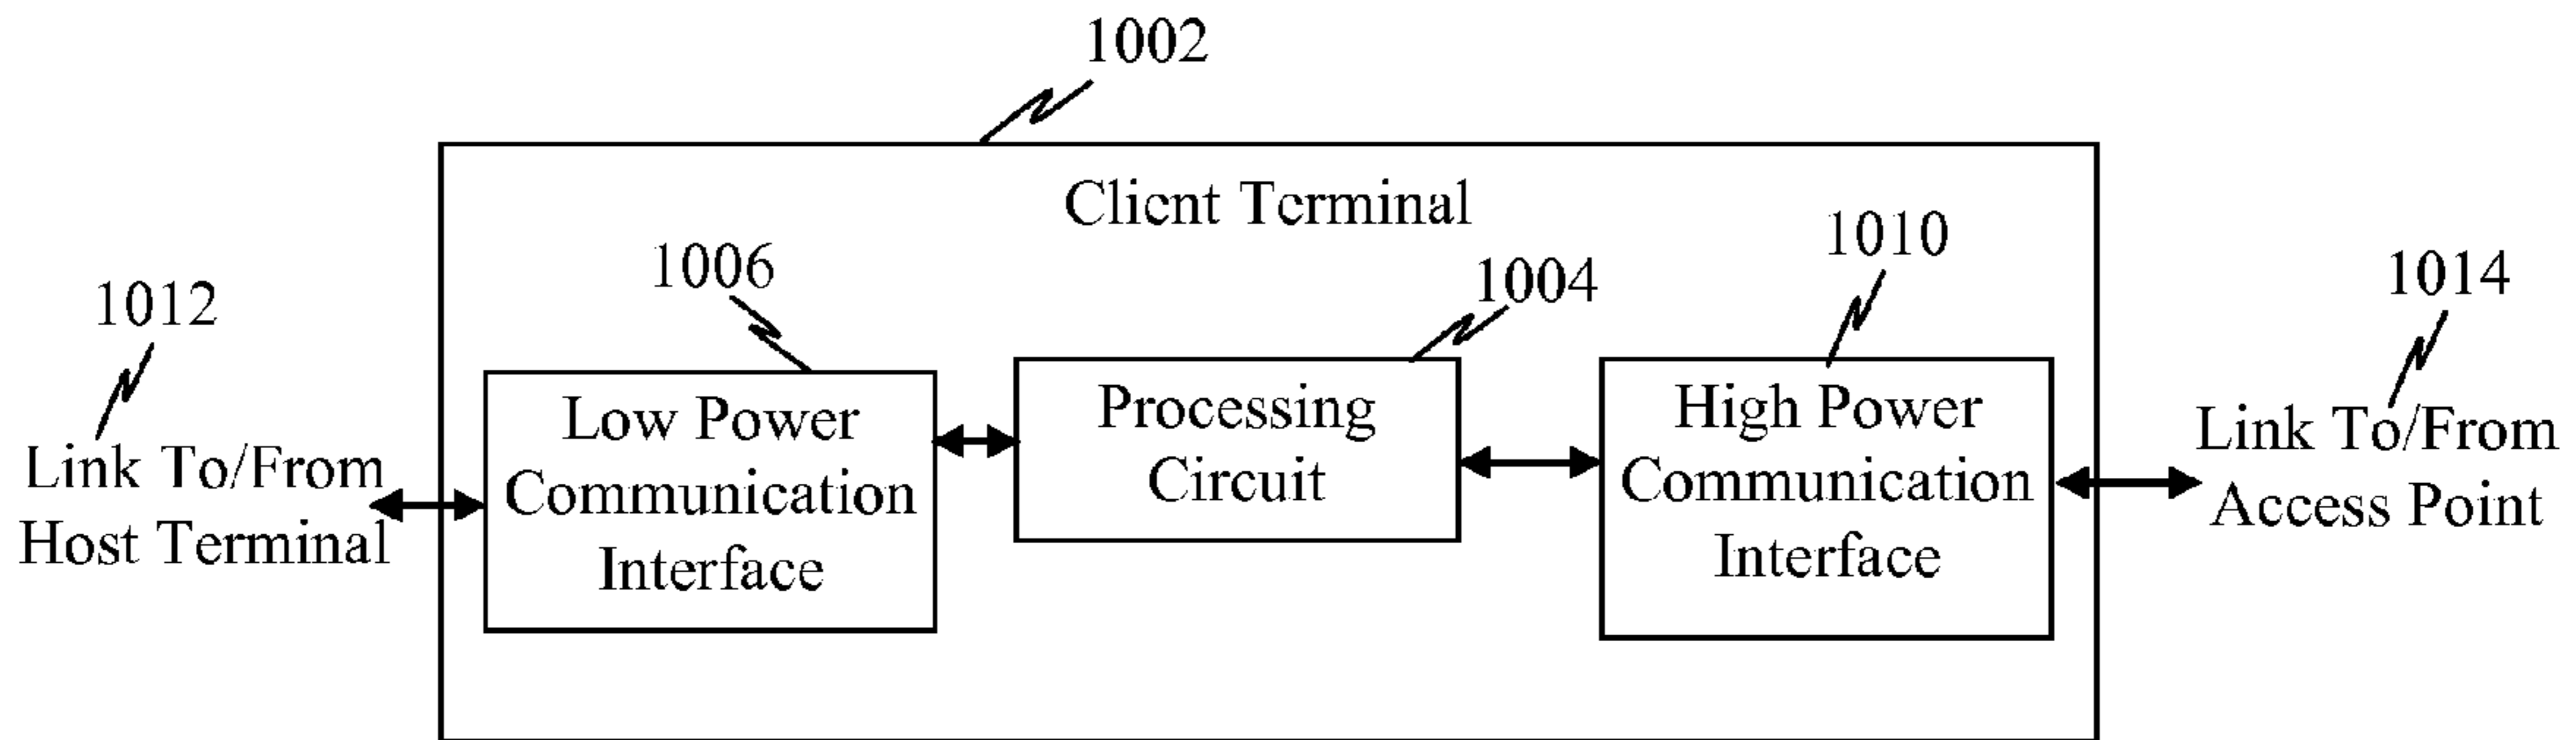 1002
Client Terminal
1006
1004
1010
1012
1014
Low Power
Communication
Interface
Processing
Circuit
High Power
Communication
Interface
Link To/From
Host Terminal
Link To/From
Access Point